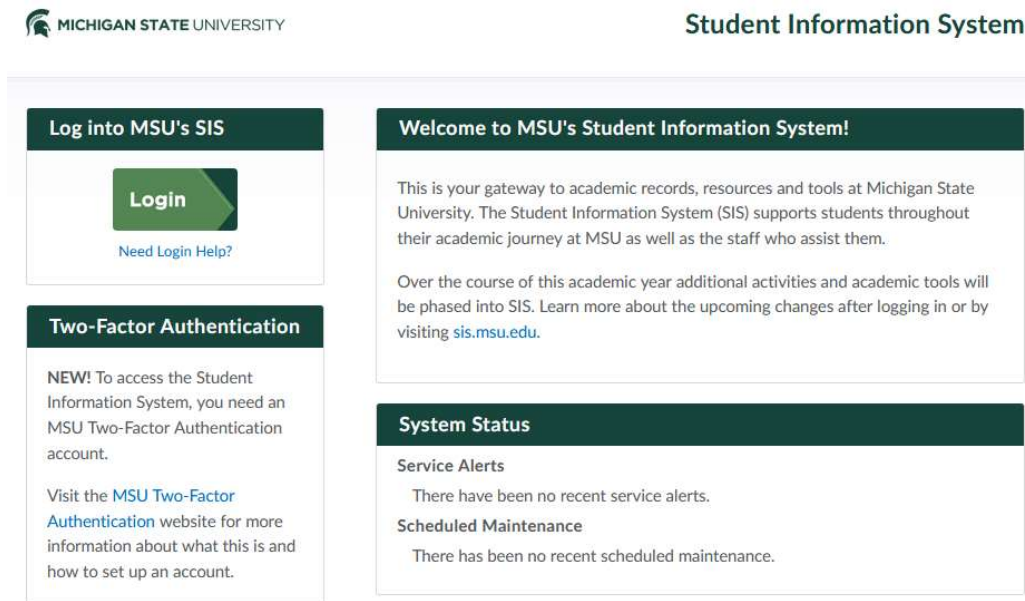 MICHIGAN STATE UNIVERSITY
Student Information System
Log into MSU's SIS
Login
Need Login Help?
Two-Factor Authentication
NEW! To access the Student
Information System, you need an
MSU Two-Factor Authentication
account.
Visit the MSU Two-Factor
Authentication website for more
information about what this is and
how to set up an account.
Welcome to MSU's Student Information System!
This is your gateway to academic records, resources and tools at Michigan State
University. The Student Information System (SIS) supports students throughout
their academic journey at MSU as well as the staff who assist them.
Over the course of this academic year additional activities and academic tools will
be phased into SIS. Learn more about the upcoming changes after logging in or by
visiting sis.msu.edu.
System Status
Service Alerts
There have been no recent service alerts.
Scheduled Maintenance
There has been no recent scheduled maintenance.